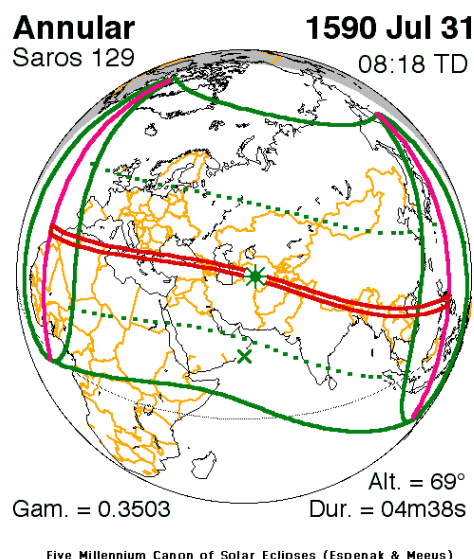 Annular
1590 Jul 31
Saros 129
08:18 TD
Alt. = 69°
Gam. = 0.3503
Dur. = 04m38s
Five Millennium Canon of Solar Eclipses (Espenak & Meeus)